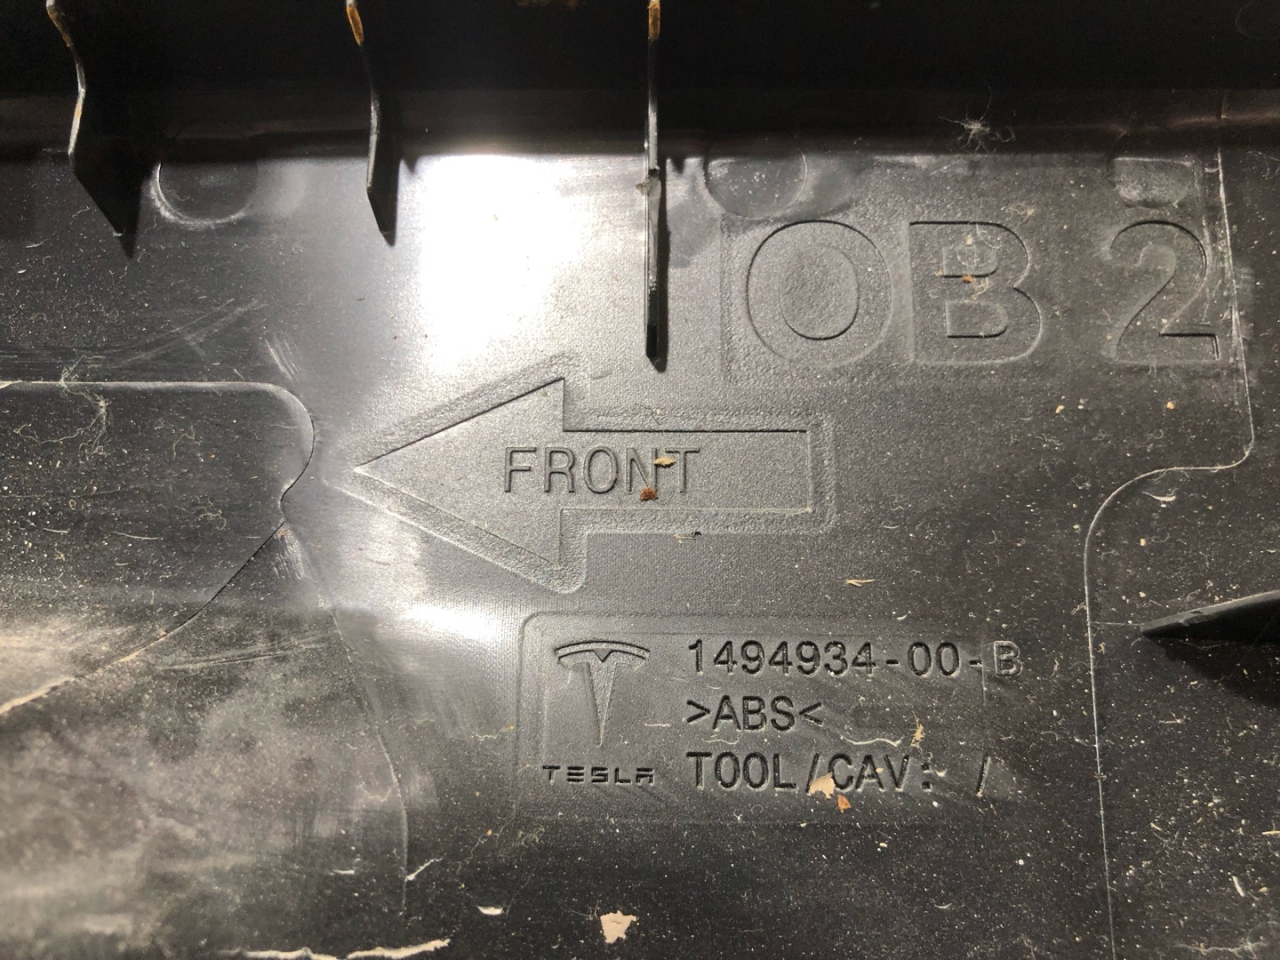 OB 2
FRONT
1494934-00-B
>ABS<
TESLA
TOOL/CAV: /